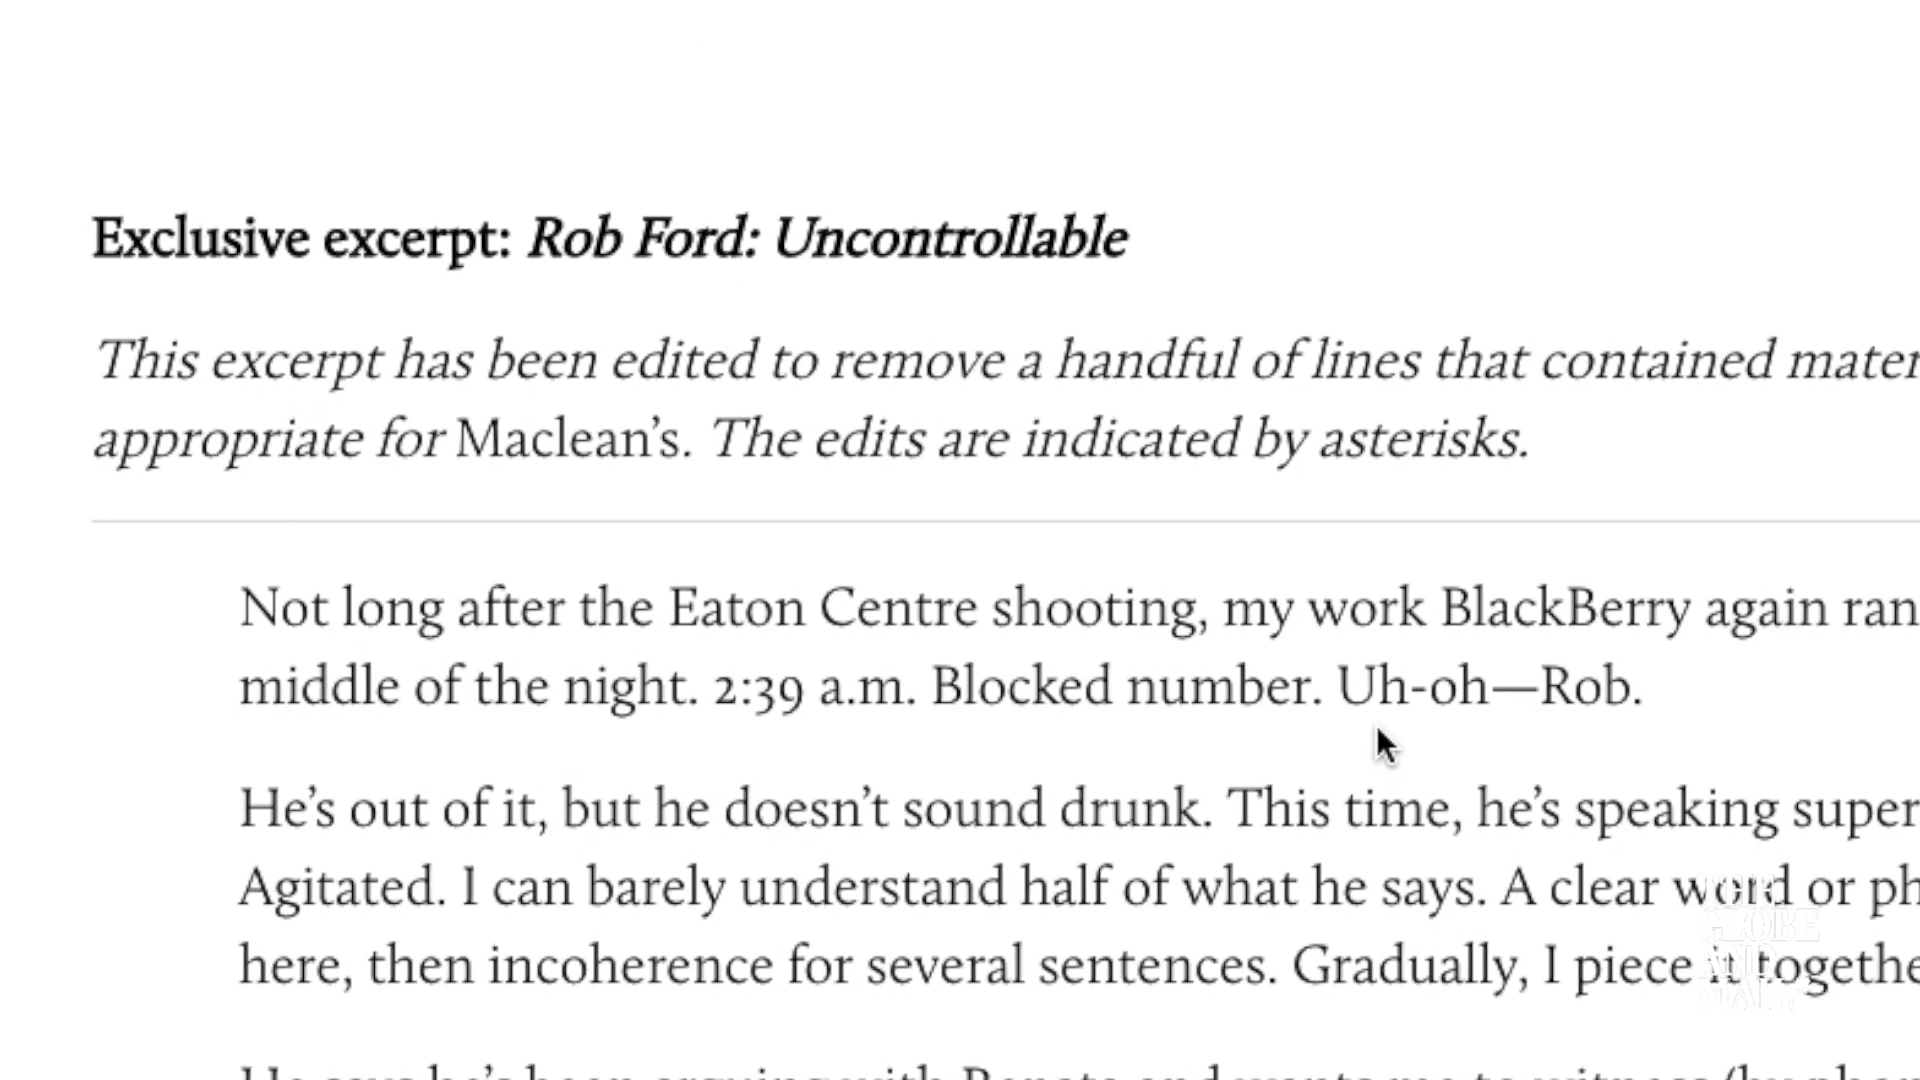 Exclusive excerpt: Rob Ford: Uncontrollable
This excerpt has been edited to remove a handful of lines that contained
appropriate for Maclean’s. The edits are indicated by asterisks.
Not long after the Eaton Centre shooting, my work BlackBerry again
middle of the night. 2:39 a.m. Blocked number. Uh-oh—Rob.
He’s out of it, but he doesn’t sound drunk. This time, he’s speaking super
Agitated. I can barely understand half of what he says. A clear word or
here, then incoherence for several sentences. Gradually, I piece it
THE
GLOBE
AND
MAIL